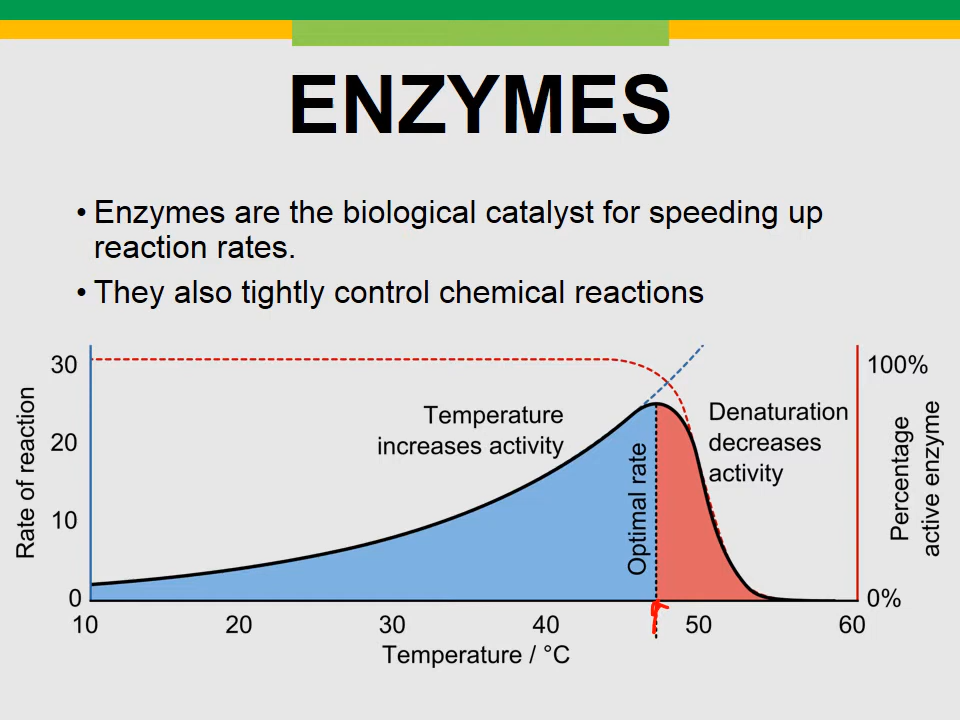 ENZYMES
• Enzymes are the biological catalyst for speeding up
reaction rates.
• They also tightly control chemical reactions
30
20
10
0
Rate of reaction
Temperature
increases activity
Optimal rate
Denaturation
decreases
activity
100%
0%
Percentage
active enzyme
10 20 30 40 50 60
Temperature / °C